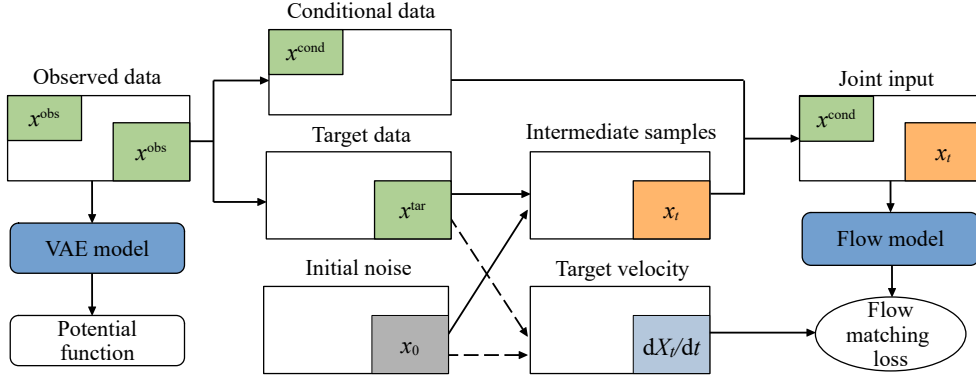 Conditional data
x^cond
Observed data
x^obs
x^obs
VAE model
Potential
function
Target data
x^tar
Initial noise
x_0
Intermediate samples
x_t
Target velocity
dX_t/dt
Joint input
x^cond
x_t
Flow model
Flow
matching
loss